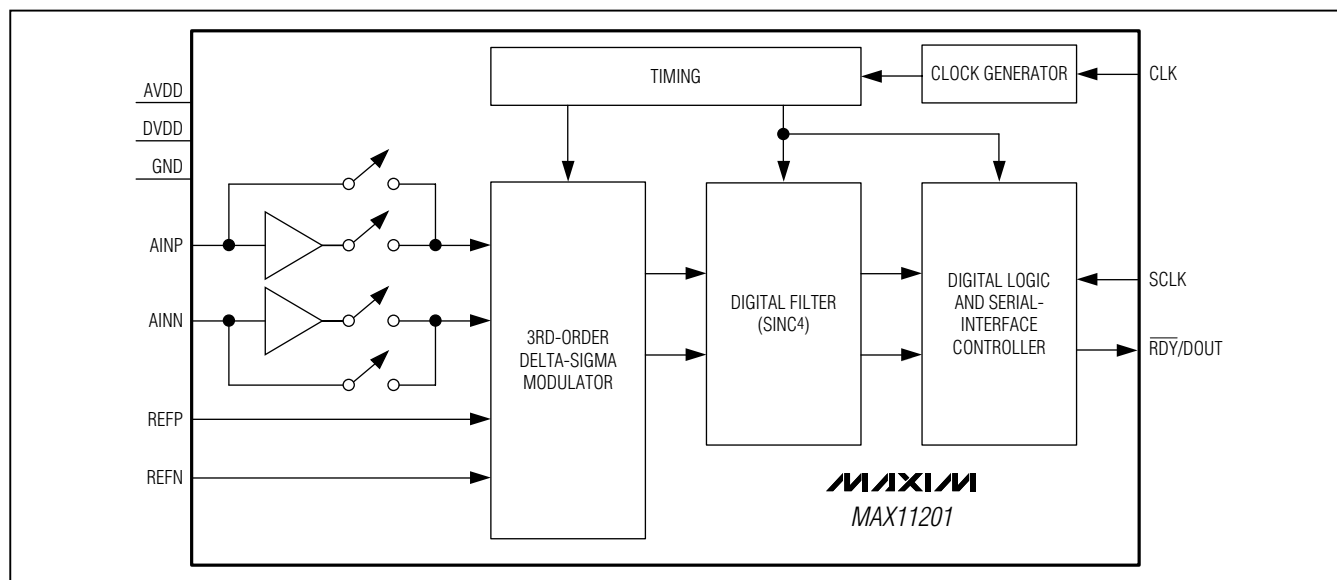 TIMING
CLOCK GENERATOR
CLK
AVDD
DVDD
GND
AINP
AINN
REFP
REFN
3RD-ORDER
DELTA-SIGMA
MODULATOR
DIGITAL FILTER
(SINC4)
DIGITAL LOGIC
AND SERIAL-
INTERFACE
CONTROLLER
SCLK
RDY/DOUT
MAXIM
MAX11201